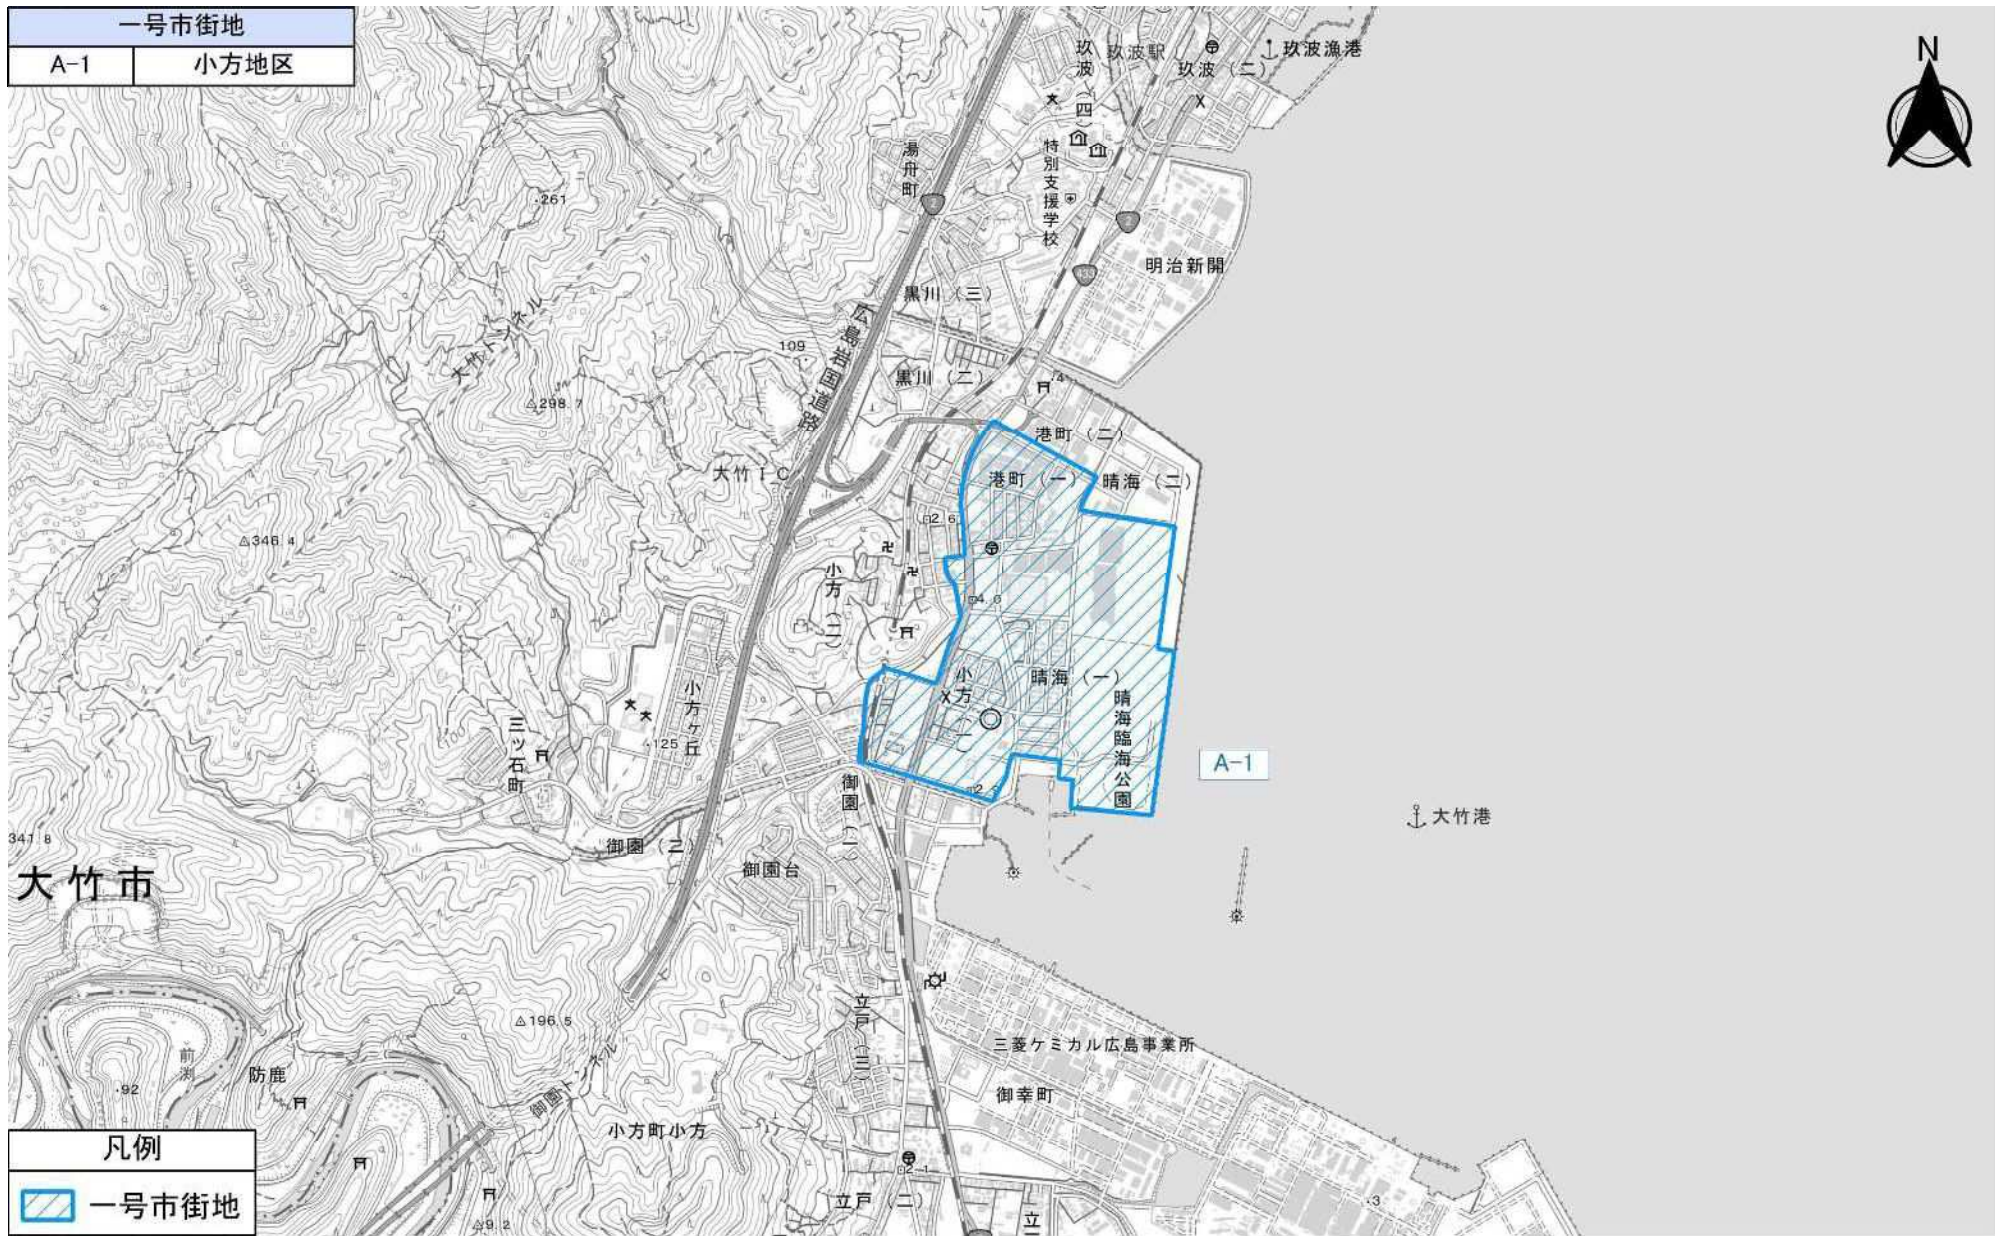 一号市街地
A-1 小方地区
N
玖波(四)
玖波駅
玖波(二)
玖波漁港
湯舟町
特別支援学校
2
2
433
261
明治新開
黒川(三)
広島岩国道路
大竹トンネル
109
黒川(二)
4
298.7
港町(二)
大竹IC
港町(一)
晴海(二)
2.6
346.4
小方(二)
4.0
小方ヶ丘
小方(一)
晴海(一)
晴海臨海公園
三ツ石町
125
A-1
御園(一)
大竹港
341.8
御園(二)
御園台
大竹市
196.5
立戸(三)
三菱ケミカル広島事業所
前渕
防鹿
92
御園トンネル
御幸町
小方町小方
凡例
一号市街地
2.1
立戸(二)
3
9.2
立